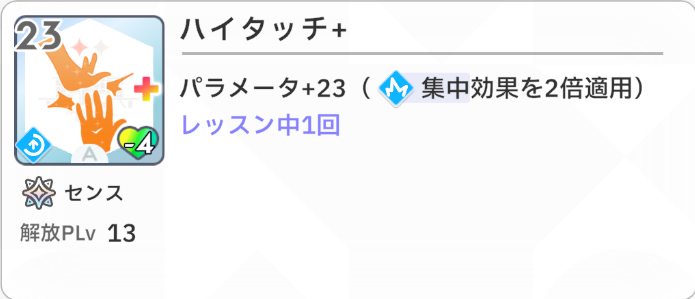 23
ハイタッチ+
パラメータ+23（集中効果を2倍適用）
レッスン中1回
A
-4
センス
解放PLv 13